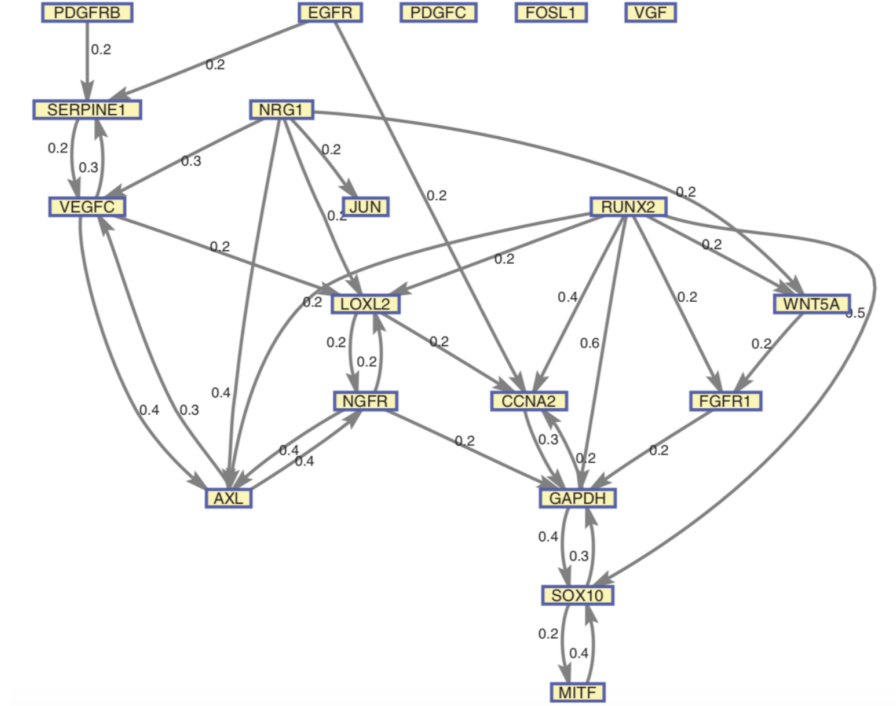 PDGFRB EGFR PDGFC FOSL1 VGF
0.2
0.2
SERPINE1 NRG1
0.2 0.2
0.3 0.3
0.2 0.2
VEGFC JUN RUNX2
0.2
0.2 0.2
0.2
0.4 0.2
0.2 LOXL2 WNT5A
0.5
0.2 0.2 0.6 0.2
0.2
0.4 NGFR CCNA2 FGFR1
0.4 0.3
0.2 0.3
0.4 0.2
0.4 0.2
AXL GAPDH
0.4
0.3
SOX10
0.2
0.4
MITF